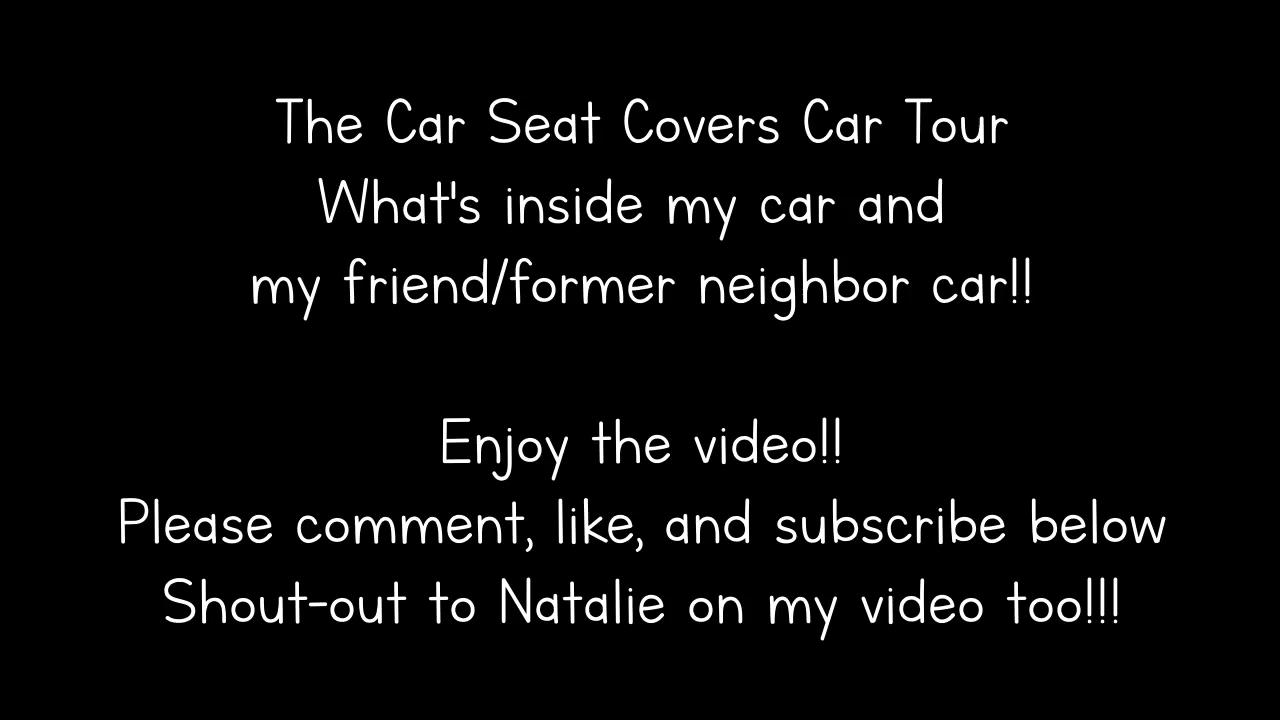 The Car Seat Covers Car Tour
What's inside my car and
my friend/former neighbor car!!
Enjoy the video!!
Please comment, like, and subscribe below
Shout-out to Natalie on my video too!!!